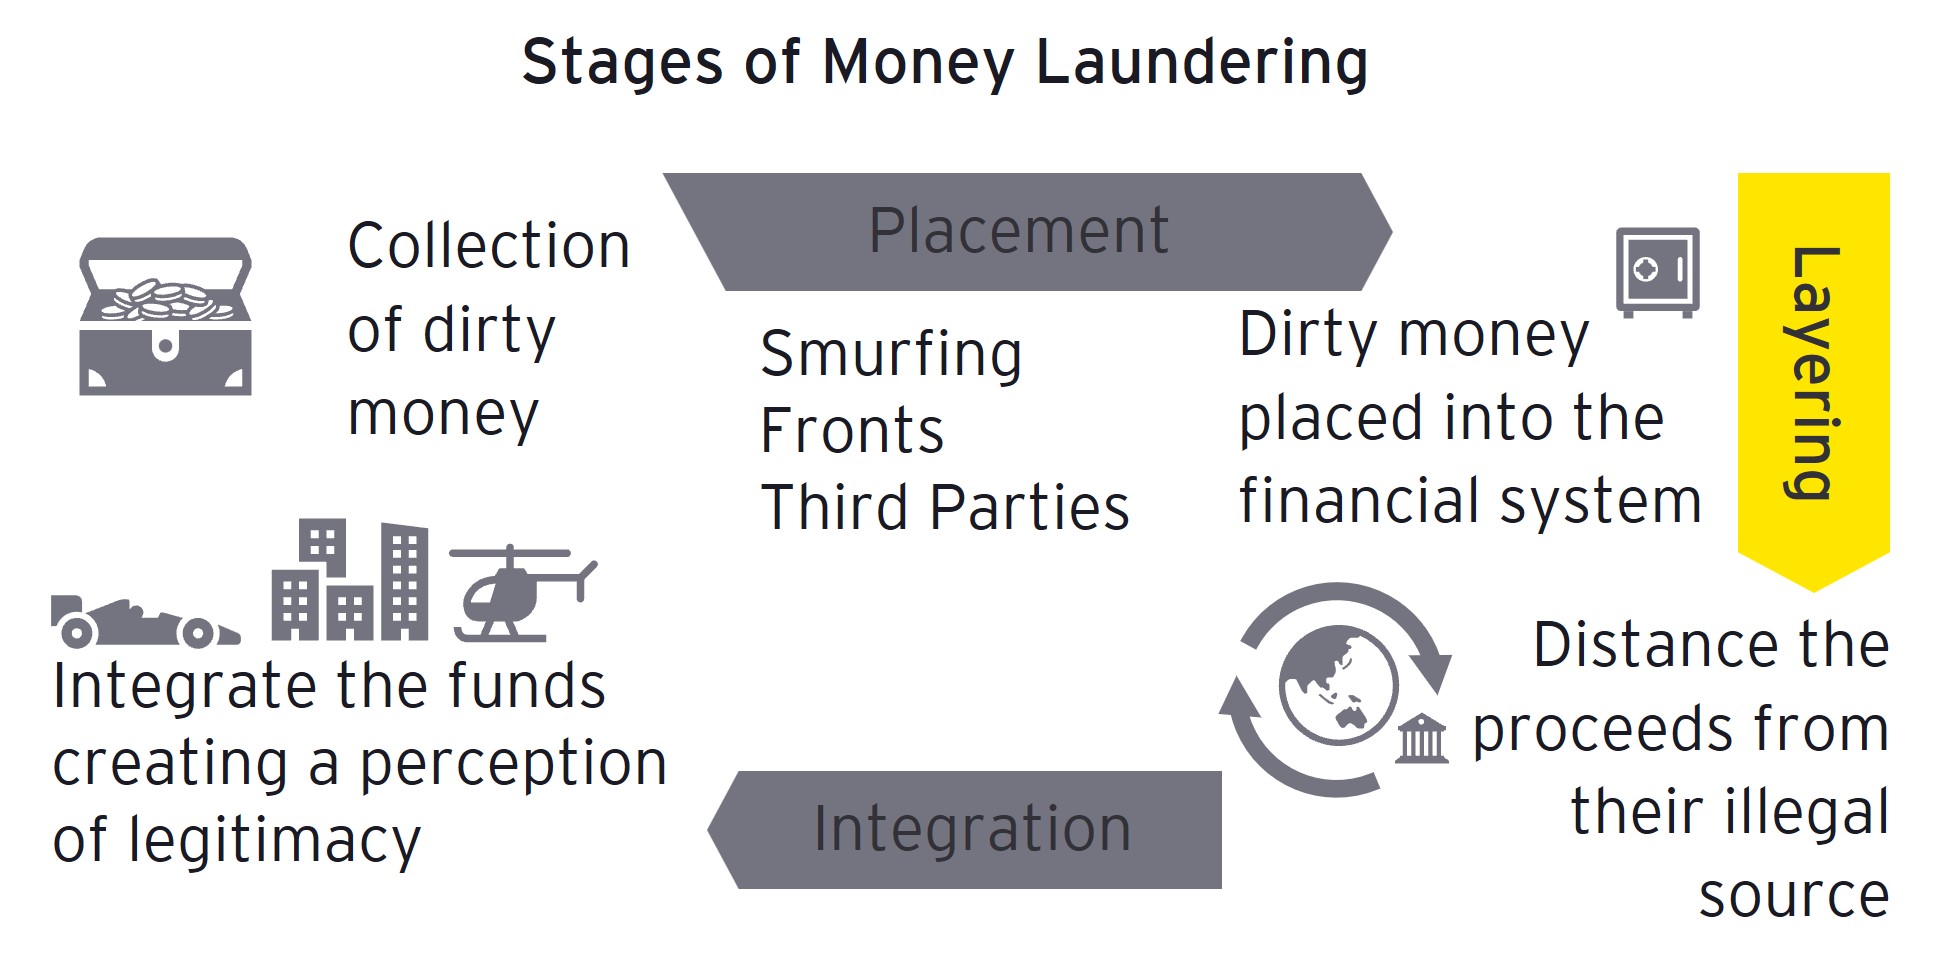 Stages of Money Laundering
Collection
of dirty
money
Placement
Smurfing
Fronts
Third Parties
Dirty money
placed into the
financial system
Layering
Distance the
proceeds from
their illegal
source
Integration
Integrate the funds
creating a perception
of legitimacy